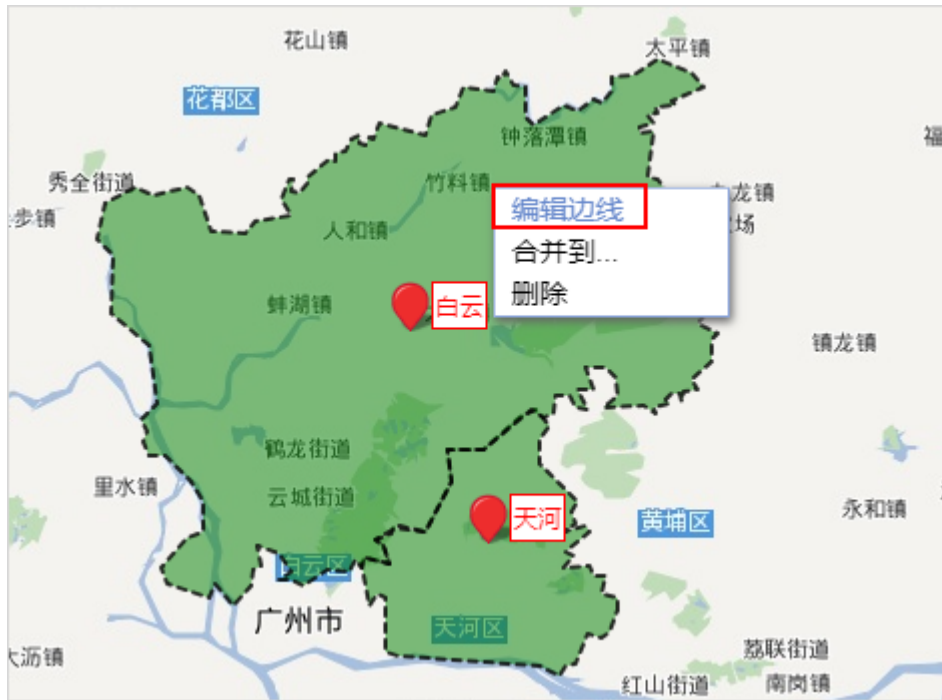 花山镇
太平镇
花都区
钟落潭镇
福
秀全街道
竹料镇
龙镇
步镇
编辑边线
场
人和镇
合并到...
删除
蚌湖镇
白云
镇龙镇
鹤龙街道
里水镇
云城街道
天河
永和镇
黄埔区
白云区
广州市
天河区
大沥镇
荔联街道
红山街道
南岗镇